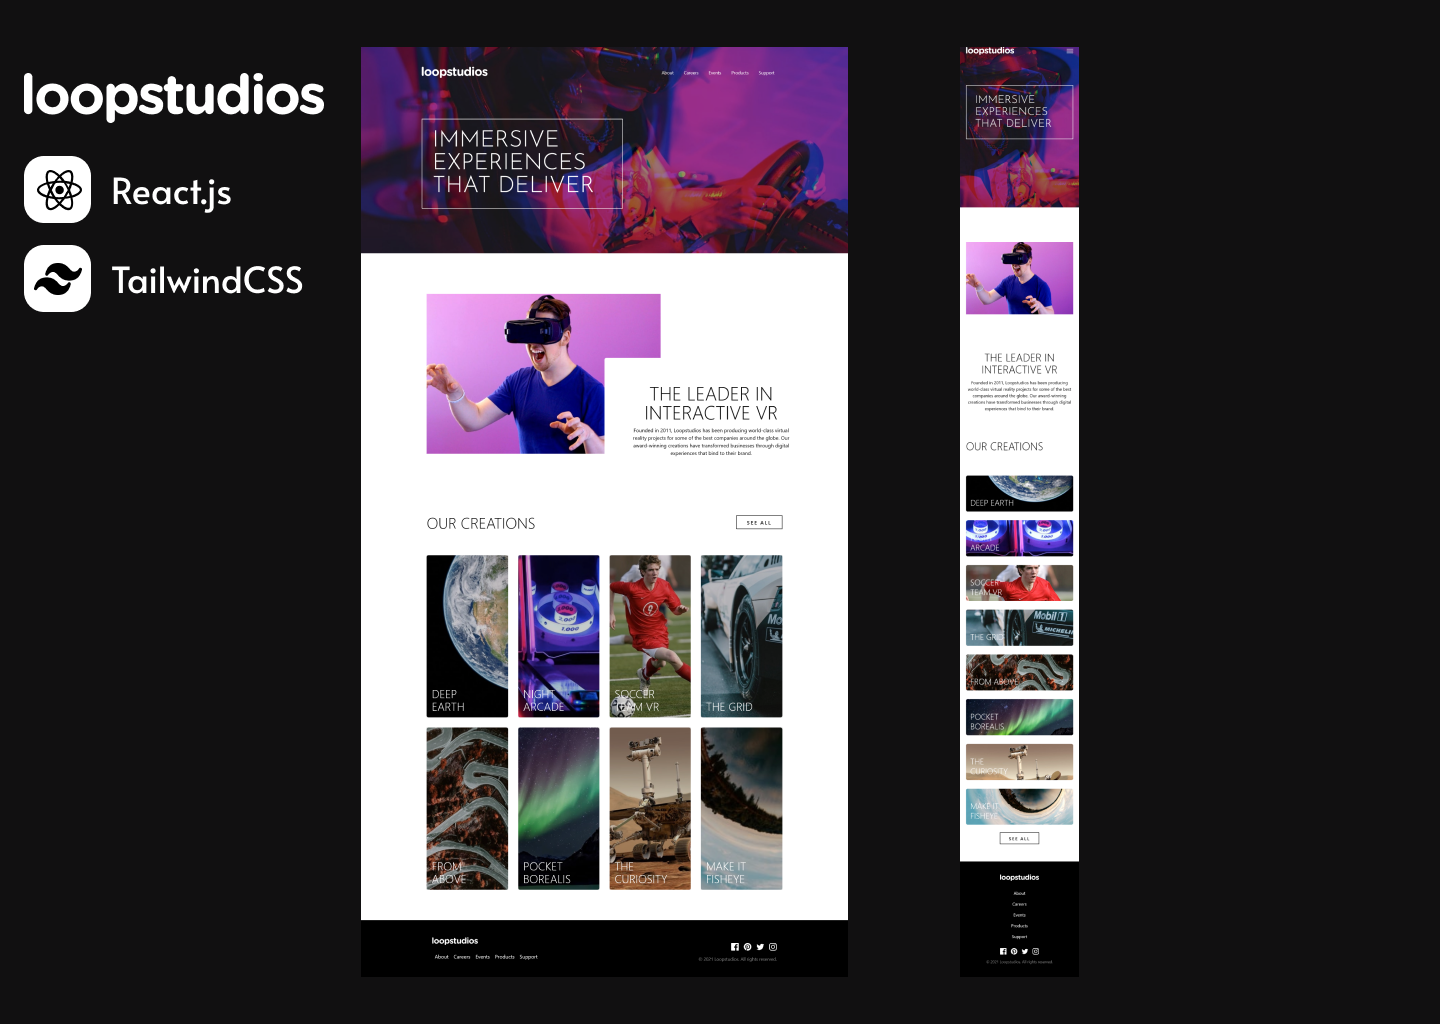 loopstudios
React.js
TailwindCSS
loopstudios
About Careers Events Products Support
IMMERSIVE
EXPERIENCES
THAT DELIVER
THE LEADER IN
INTERACTIVE VR
Founded in 2011, Loopstudios has been producing world-class virtual
reality projects for some of the best companies around the globe. Our
award-winning creations have transformed businesses through digital
experiences that bind to their brand.
OUR CREATIONS
SEE ALL
7.000
7.000
Mobil
DEEP
EARTH
NIGHT
ARCADE
SOCCER
TEAM VR
THE GRID
FROM
ABOVE
POCKET
BOREALIS
THE
CURIOSITY
MAKE IT
FISHEYE
loopstudios
About Careers Events Products Support
© 2021 Loopstudios. All rights reserved.
loopstudios
IMMERSIVE
EXPERIENCES
THAT DELIVER
THE LEADER IN
INTERACTIVE VR
Founded in 2011, Loopstudios has been producing
world-class virtual reality projects for some of the best
companies around the globe. Our award-winning
creations have transformed businesses through digital
experiences that bind to their brand.
OUR CREATIONS
DEEP EARTH
ARCADE
SOCCER
TEAM VR
Mobil 1
MICHELIN
THE GRID
FROM ABOVE
POCKET
BOREALIS
THE
CURIOSITY
MAKE IT
FISHEYE
SEE ALL
loopstudios
About
Careers
Events
Products
Support
© 2021 Loopstudios. All rights reserved.